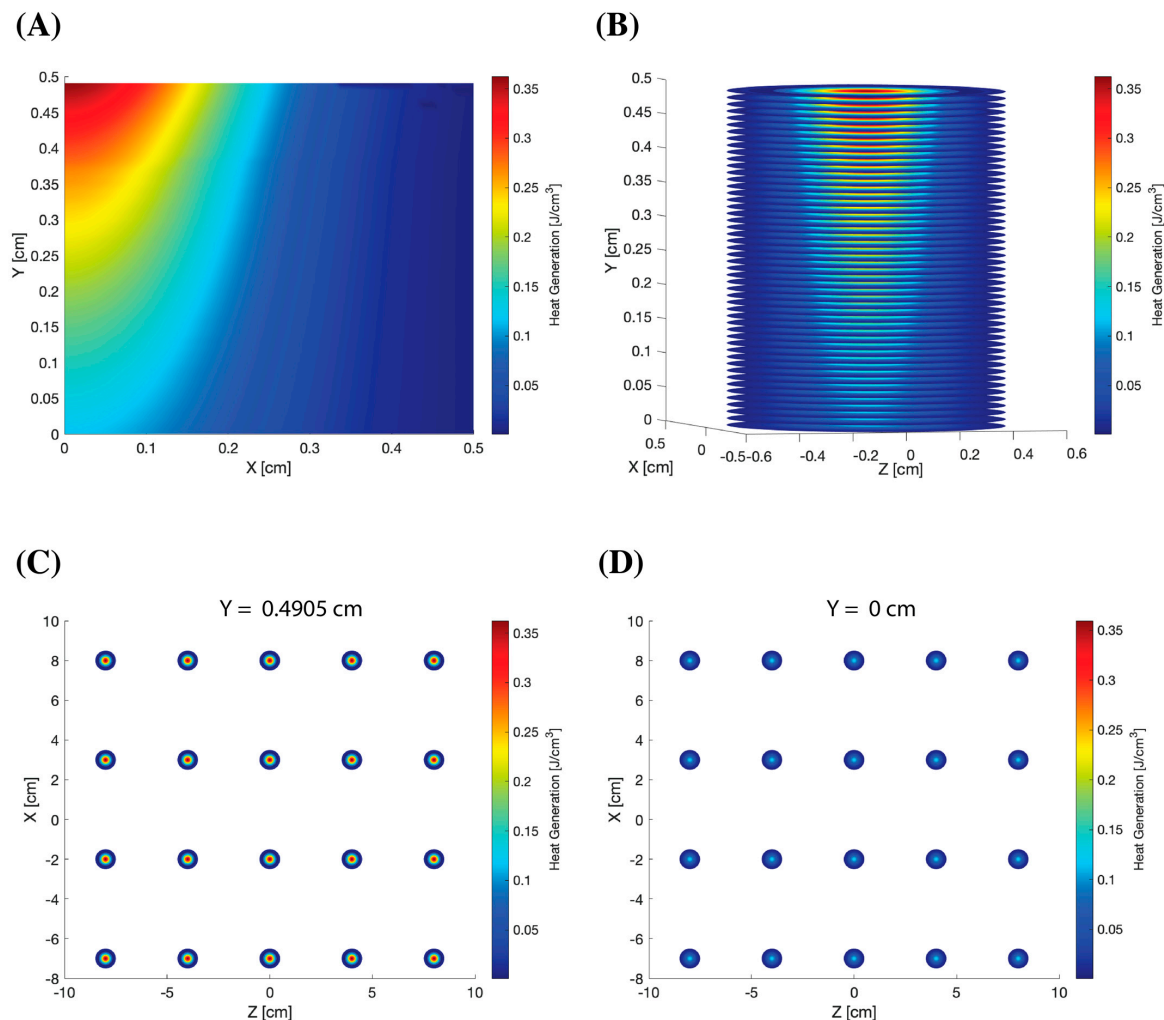 (A)
0.5
0.45
0.4
0.35
0.3
0.25
0.2
0.15
0.1
0.05
0
Y [cm]
0 0.1 0.2 0.3 0.4 0.5
X [cm]
0.35
0.3
0.25
0.2
0.15
0.1
0.05
Heat Generation [J/cm³]
(B)
0.5
0.45
0.4
0.35
0.3
0.25
0.2
0.15
0.1
0.05
0
Y [cm]
0.5 0 -0.5
X [cm]
-0.6 -0.4 -0.2 0 0.2 0.4 0.6
Z [cm]
0.35
0.3
0.25
0.2
0.15
0.1
0.05
Heat Generation [J/cm³]
(C)
Y = 0.4905 cm
10
8
6
4
2
0
-2
-4
-6
-8
X [cm]
-10 -5 0 5 10
Z [cm]
0.35
0.3
0.25
0.2
0.15
0.1
0.05
Heat Generation [J/cm³]
(D)
Y = 0 cm
10
8
6
4
2
0
-2
-4
-6
-8
X [cm]
-10 -5 0 5 10
Z [cm]
0.35
0.3
0.25
0.2
0.15
0.1
0.05
Heat Generation [J/cm³]